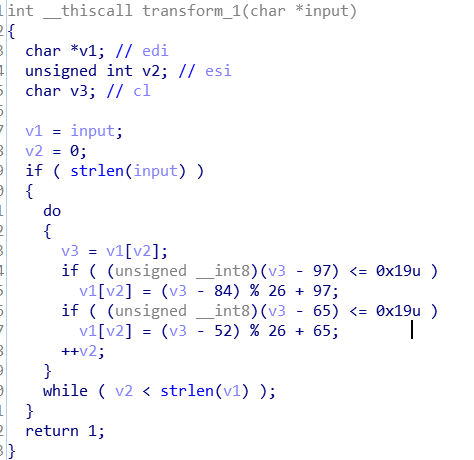 int __thiscall transform_1(char *input)
{
  char *v1; // edi
  unsigned int v2; // esi
  char v3; // cl

  v1 = input;
  v2 = 0;
  if ( strlen(input) )
  {
    do
    {
      v3 = v1[v2];
      if ( (unsigned __int8)(v3 - 97) <= 0x19u )
        v1[v2] = (v3 - 84) % 26 + 97;
      if ( (unsigned __int8)(v3 - 65) <= 0x19u )
        v1[v2] = (v3 - 52) % 26 + 65;
      ++v2;
    }
    while ( v2 < strlen(v1) );
  }
  return 1;
}